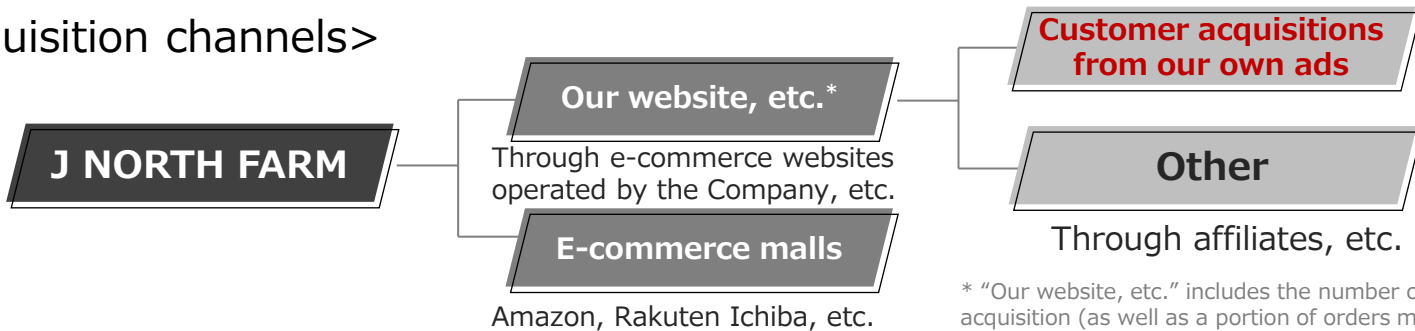 uisition channels>
J NORTH FARM
Our website, etc.*
Through e-commerce websites
operated by the Company, etc.
E-commerce malls
Amazon, Rakuten Ichiba, etc.
Customer acquisitions
from our own ads
Other
Through affiliates, etc.
* “Our website, etc.” includes the number
acquisition (as well as a portion of orders